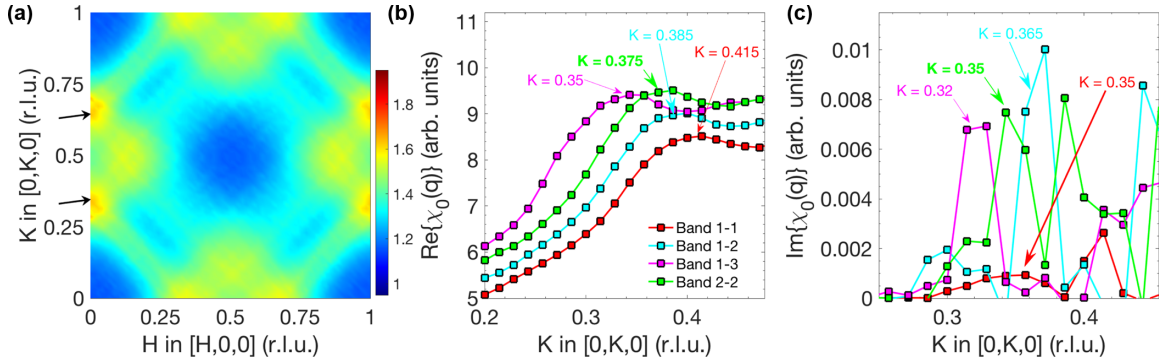 (a)
1
0.75
0.5
0.25
0
0
0.25
0.5
0.75
1
K in [0,K,0] (r.l.u.)
H in [H,0,0] (r.l.u.)
1.8
1.6
1.4
1.2
1
(b)
11
10
9
8
7
6
5
0.2
0.3
0.4
Re{χ0(q)} (arb. units)
K in [0,K,0] (r.l.u.)
K = 0.385
K = 0.415
K = 0.375
K = 0.35
Band 1-1
Band 1-2
Band 1-3
Band 2-2
(c)
0.01
0.008
0.006
0.004
0.002
0
0.3
0.4
Im{χ0(q)} (arb. units)
K in [0,K,0] (r.l.u.)
K = 0.365
K = 0.35
K = 0.35
K = 0.32